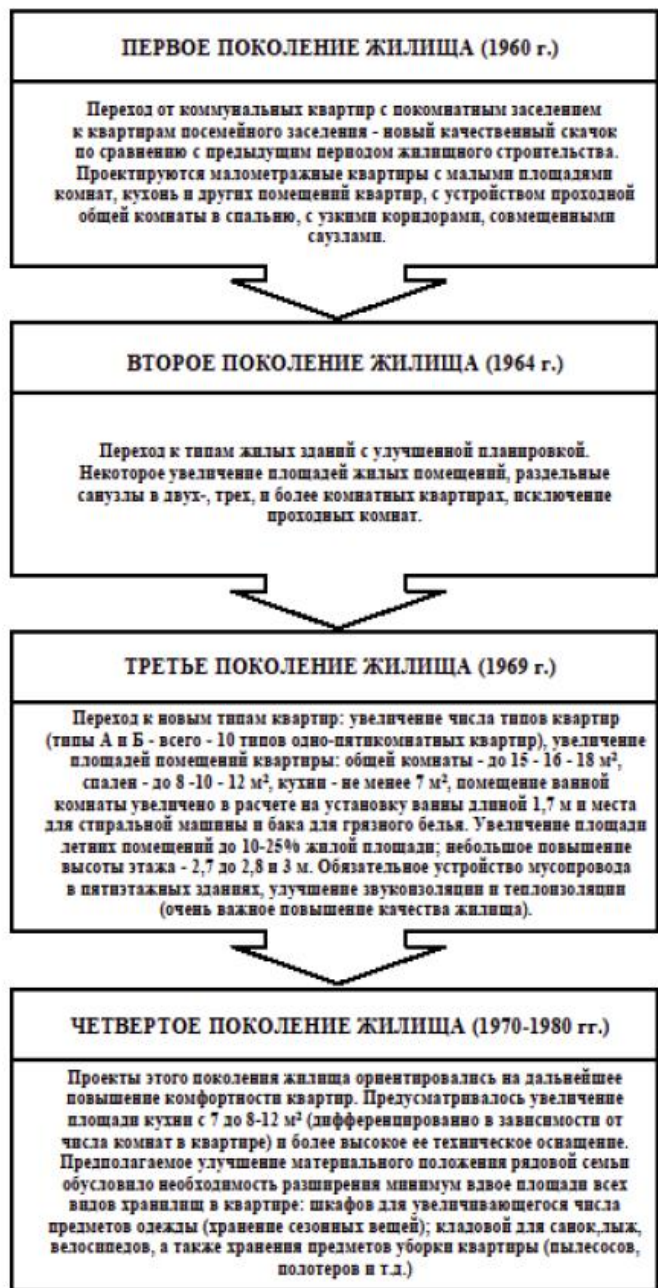 ПЕРВОЕ ПОКОЛЕНИЕ ЖИЛИЩА (1960 г.)
Переход от коммунальных квартир с покомнатным заселением
к квартирам посемейного заселения - новый качественный скачок
по сравнению с предыдущим периодом жилищного строительства.
Проектируются малометражные квартиры с малыми площадями
комнат, кухонь и других помещений квартир, с устройством проходной
общей комнаты в спальню, с узкими коридорами, совмещенными
саузлами.
ВТОРОЕ ПОКОЛЕНИЕ ЖИЛИЩА (1964 г.)
Переход к типам жилых зданий с улучшенной планировкой.
Некоторое увеличение площадей жилых помещений, раздельные
санузлы в двух-, трех, и более комнатных квартирах, исключение
проходных комнат.
ТРЕТЬЕ ПОКОЛЕНИЕ ЖИЛИЩА (1969 г.)
Переход к новым типам квартир: увеличение числа типов квартир
(типы А и Б - всего - 10 типов одно-пятикомнатных квартир), увеличение
площадей помещений квартиры: общей комнаты - до 15 - 16 - 18 м²,
спален - до 8 -10 - 12 м², кухни - не менее 7 м², помещение ванной
комнаты увеличено в расчете на установку ванны длиной 1,7 м и места
для стиральной машины и бака для грязного белья. Увеличение площади
летних помещений до 10-25% жилой площади; небольшое повышение
высоты этажа - 2,7 до 2,8 и 3 м. Обязательное устройство мусопровода
в пятиэтажных зданиях, улучшение звукоизоляции и теплоизоляции
(очень важное повышение качества жилища).
ЧЕТВЕРТОЕ ПОКОЛЕНИЕ ЖИЛИЩА (1970-1980 гг.)
Проекты этого поколения жилища ориентировались на дальнейшее
повышение комфортности квартир. Предусматривалось увеличение
площади кухни с 7 до 8-12 м² (дифференцированно в зависимости от
числа комнат в квартире) и более высокое ее техническое оснащение.
Предполагаемое улучшение материального положения рядовой семьи
обусловило необходимость расширения минимум вдвое площади всех
видов хранилищ в квартире: шкафов для увеличивающегося числа
предметов одежды (хранение сезонных вещей); кладовой для санок,лыж,
велосипедов, а также хранения предметов уборки квартиры (пылесосов,
полотеров и т.д.)